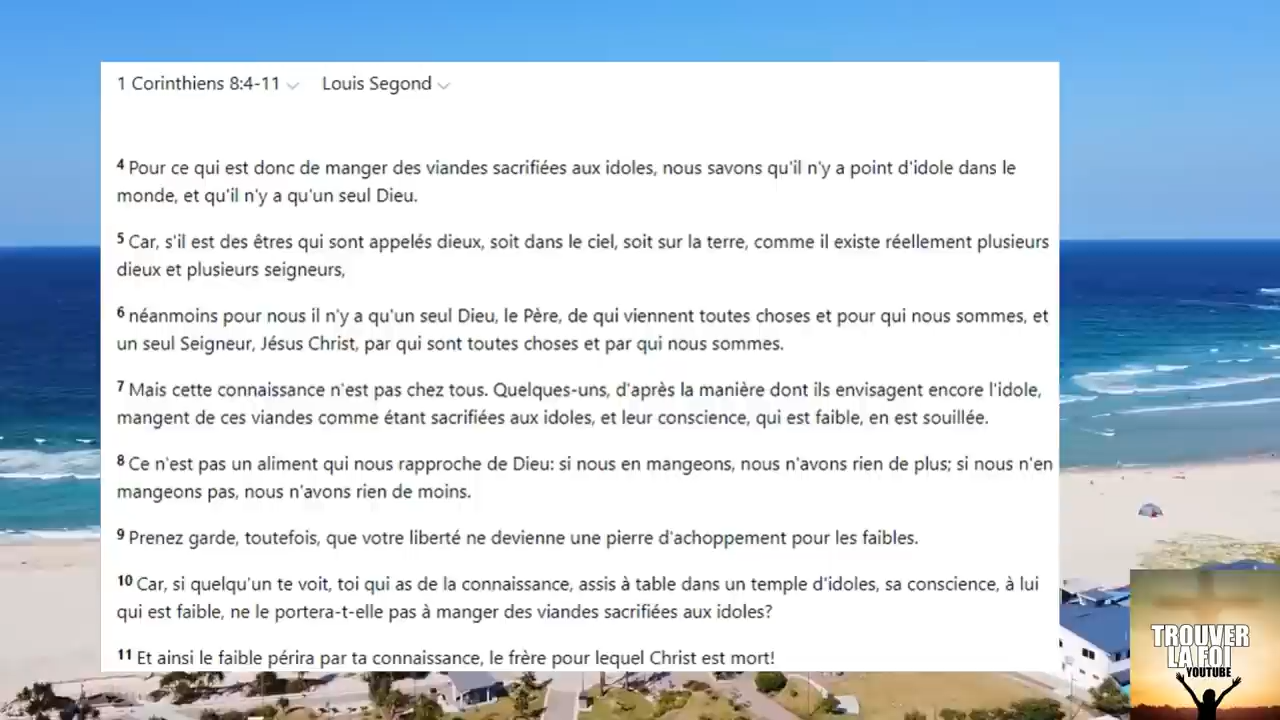 1 Corinthiens 8:4-11 Louis Segond
4 Pour ce qui est donc de manger des viandes sacrifiées aux idoles, nous savons qu'il n'y a point d'idole dans le
monde, et qu'il n'y a qu'un seul Dieu.
5 Car, s'il est des êtres qui sont appelés dieux, soit dans le ciel, soit sur la terre, comme il existe réellement plusieurs
dieux et plusieurs seigneurs,
6 néanmoins pour nous il n'y a qu'un seul Dieu, le Père, de qui viennent toutes choses et pour qui nous sommes, et
un seul Seigneur, Jésus Christ, par qui sont toutes choses et par qui nous sommes.
7 Mais cette connaissance n'est pas chez tous. Quelques-uns, d'après la manière dont ils envisagent encore l'idole,
mangent de ces viandes comme étant sacrifiées aux idoles, et leur conscience, qui est faible, en est souillée.
8 Ce n'est pas un aliment qui nous rapproche de Dieu: si nous en mangeons, nous n'avons rien de plus; si nous n'en
mangeons pas, nous n'avons rien de moins.
9 Prenez garde, toutefois, que votre liberté ne devienne une pierre d'achoppement pour les faibles.
10 Car, si quelqu'un te voit, toi qui as de la connaissance, assis à table dans un temple d'idoles, sa conscience, à lui
qui est faible, ne le portera-t-elle pas à manger des viandes sacrifiées aux idoles?
11 Et ainsi le faible périra par ta connaissance, le frère pour lequel Christ est mort!
TROUVER
LA FOI
YOUTUBE